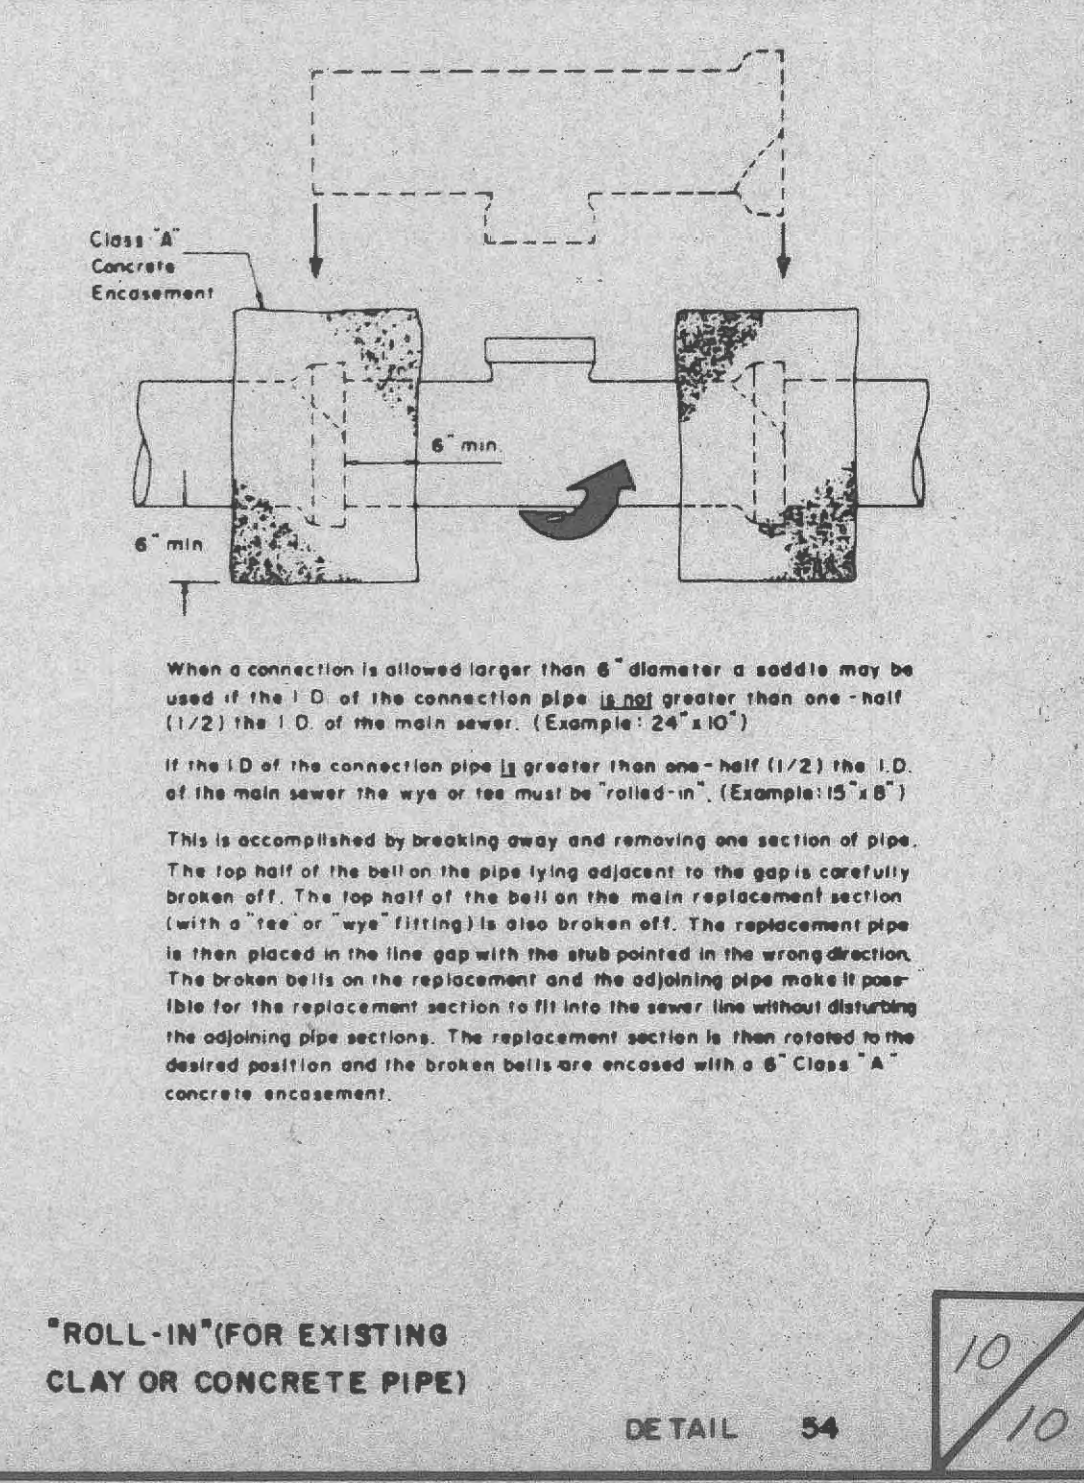 Class "A"
Concrete
Encasement
6" min.
6" min
When a connection is allowed larger than 6" diameter a saddle may be
used if the I.D. of the connection pipe is not greater than one-half
(1/2) the I.D. of the main sewer. (Example: 24"x10")
If the I.D of the connection pipe is greater than one-half (1/2) the I.D.
of the main sewer the wye or tee must be "rolled-in". (Example: 15"x 8")
This is accomplished by breaking away and removing one section of pipe.
The top half of the bell on the pipe lying adjacent to the gap is carefully
broken off. The top half of the bell on the main replacement section
(with a "tee" or "wye" fitting) is also broken off. The replacement pipe
is then placed in the line gap with the stub pointed in the wrong direction.
The broken bells on the replacement and the adjoining pipe make it poss-
ible for the replacement section to fit into the sewer line without disturbing
the adjoining pipe sections. The replacement section is then rotated to the
desired position and the broken bells are encased with a 6" Class "A"
concrete encasement.
"ROLL-IN"(FOR EXISTING
CLAY OR CONCRETE PIPE)
DETAIL 54
10
10